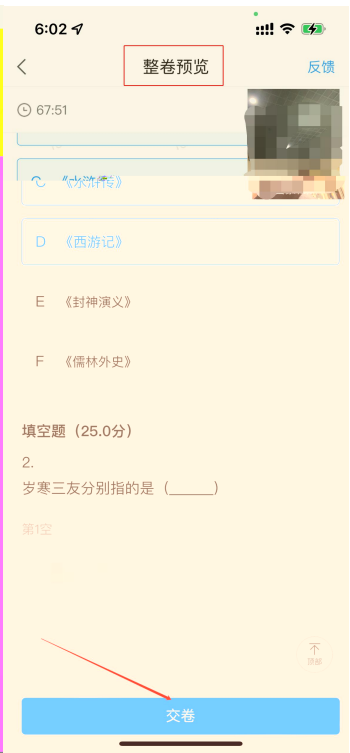 6:02
整卷预览
反馈
67:51
C 《水浒传》
D 《西游记》
E 《封神演义》
F 《儒林外史》
填空题（25.0分）
2.
岁寒三友分别指的是（______）
第1空
顶部
交卷